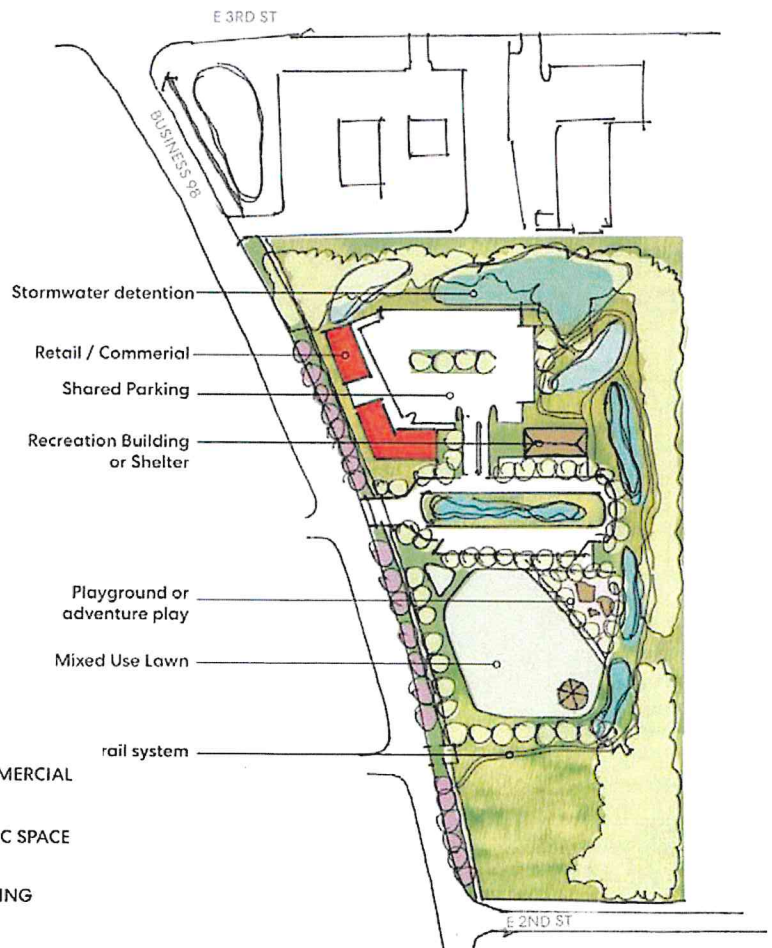 E 3RD ST
BUSINESS 98
Stormwater detention
Retail / Commerial
Shared Parking
Recreation Building
or Shelter
Playground or
adventure play
Mixed Use Lawn
rail system
MERCIAL
C SPACE
ING
E 2ND ST